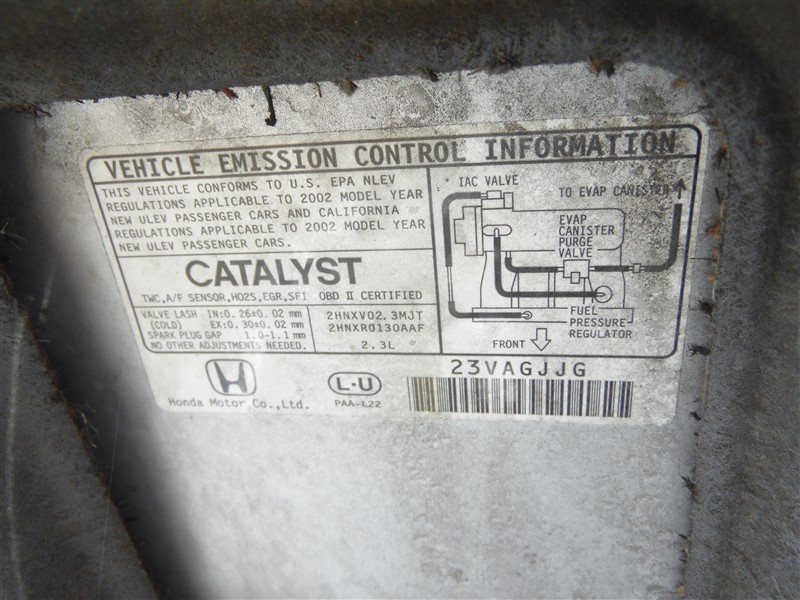 VEHICLE EMISSION CONTROL INFORMATION
THIS VEHICLE CONFORMS TO U.S. EPA NLEV
REGULATIONS APPLICABLE TO 2002 MODEL YEAR
NEW ULEV PASSENGER CARS AND CALIFORNIA
REGULATIONS APPLICABLE TO 2002 MODEL YEAR
NEW ULEV PASSENGER CARS.
CATALYST
TWC,A/F SENSOR,HO2S,EGR,SFI OBD II CERTIFIED
VALVE LASH IN:0.26±0.02 mm
(COLD) EX:0.30±0.02 mm
SPARK PLUG GAP 1.0-1.1 mm
NO OTHER ADJUSTMENTS NEEDED.
2HNXV02.3MJT
2HNXR0130AAF
2.3L
IAC VALVE
TO EVAP CANISTER
EVAP
CANISTER
PURGE
VALVE
FUEL
PRESSURE
REGULATOR
FRONT
Honda Motor Co.,Ltd.
L·U
PAA-L22
23VAGJJG